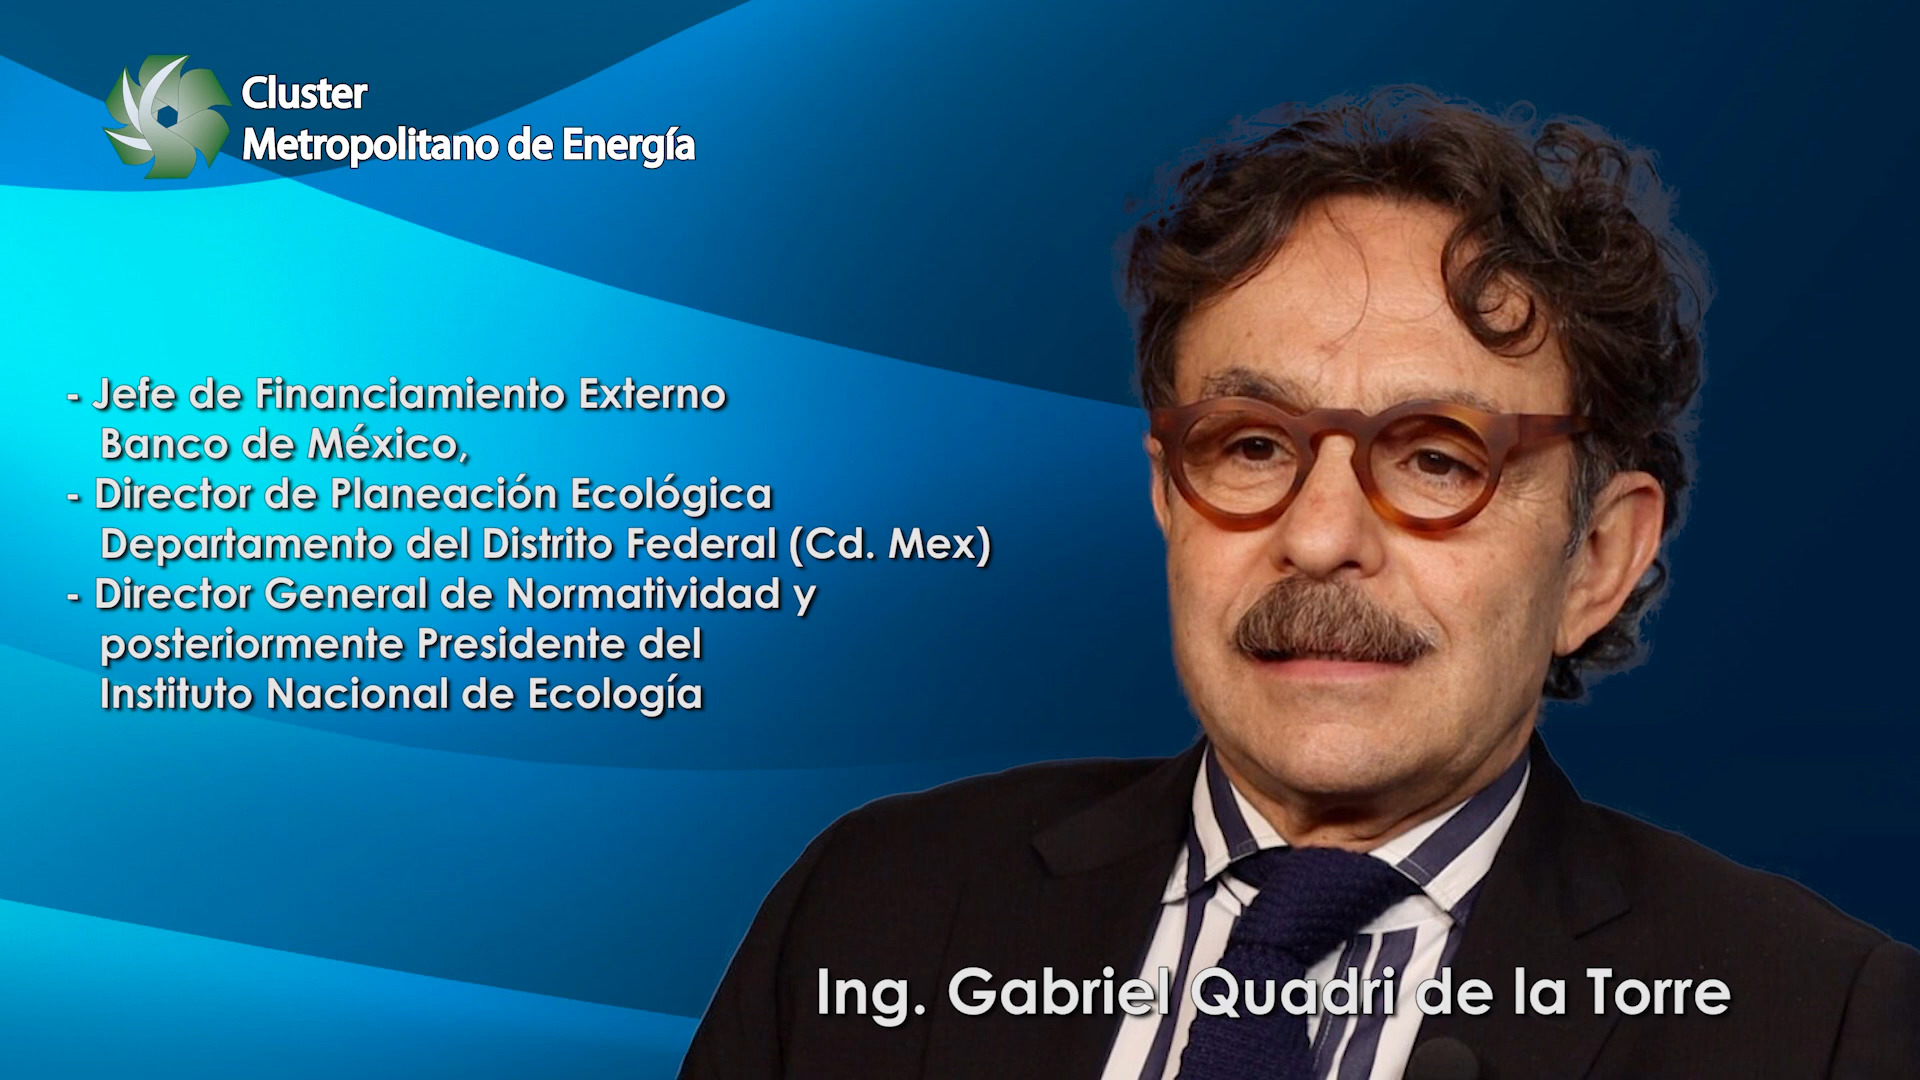 Cluster
Metropolitano de Energía
- Jefe de Financiamiento Externo
Banco de México,
- Director de Planeación Ecológica
Departamento del Distrito Federal (Cd. Mex)
- Director General de Normatividad y
posteriormente Presidente del
Instituto Nacional de Ecología
Ing. Gabriel Quadri de la Torre